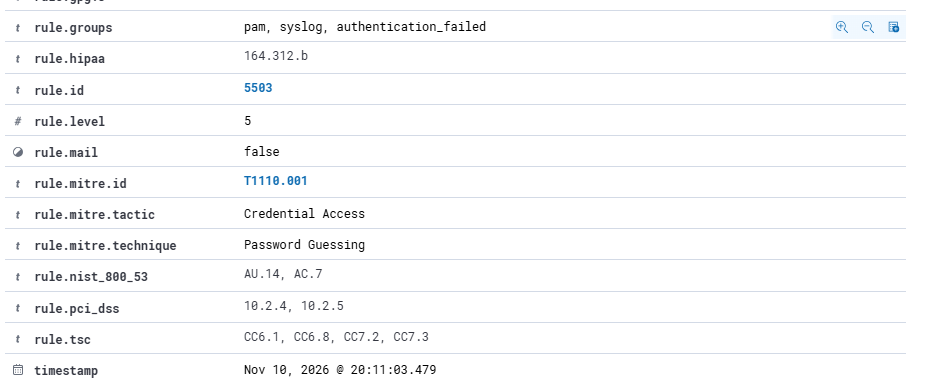 t rule.groups pam, syslog, authentication_failed
t rule.hipaa 164.312.b
t rule.id 5503
# rule.level 5
rule.mail false
t rule.mitre.id T1110.001
t rule.mitre.tactic Credential Access
t rule.mitre.technique Password Guessing
t rule.nist_800_53 AU.14, AC.7
t rule.pci_dss 10.2.4, 10.2.5
t rule.tsc CC6.1, CC6.8, CC7.2, CC7.3
timestamp Nov 10, 2026 @ 20:11:03.479